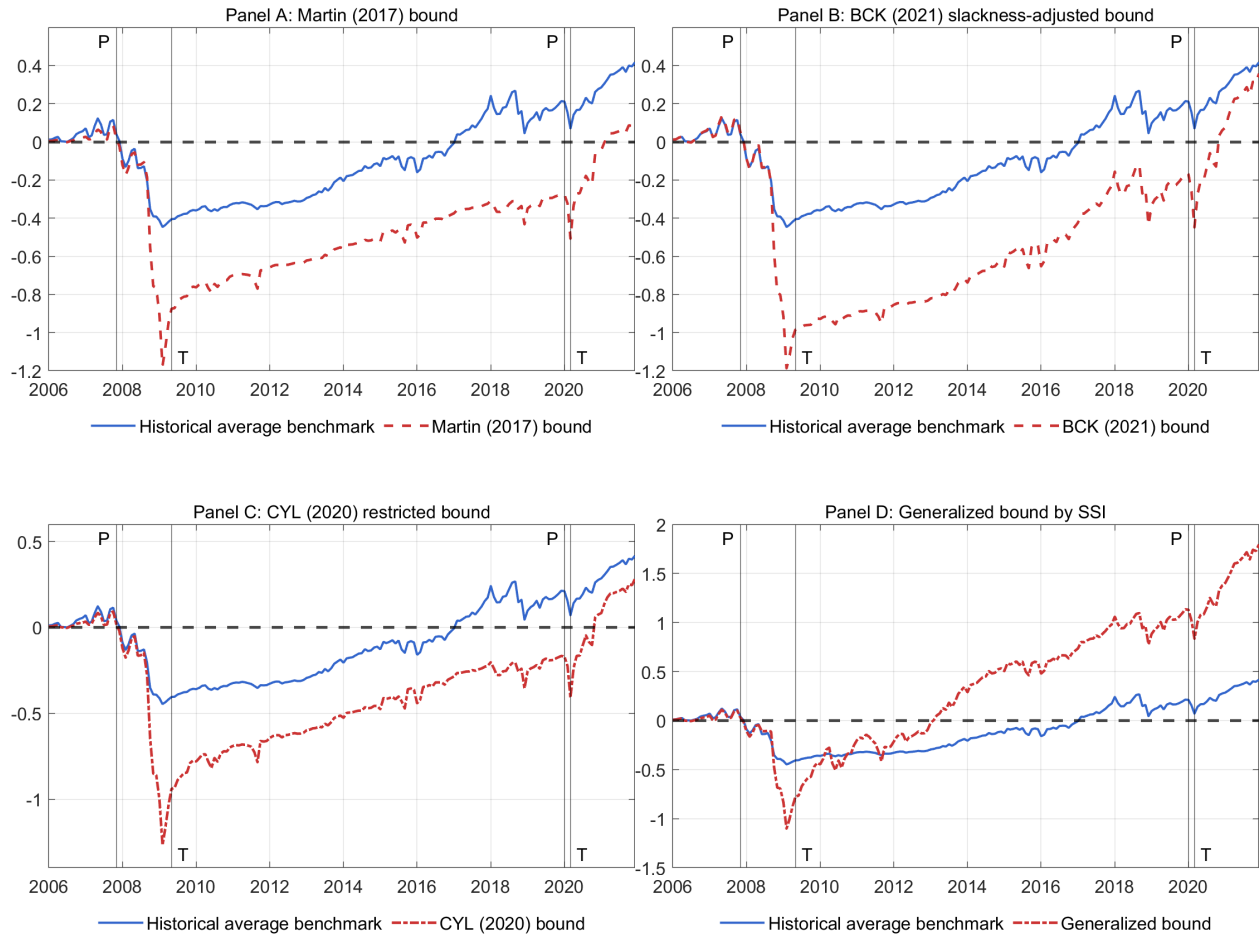 Panel A: Martin (2017) bound
P
P
0.4
0.2
0
-0.2
-0.4
-0.6
-0.8
-1
-1.2
T
T
2006 2008 2010 2012 2014 2016 2018 2020
Historical average benchmark Martin (2017) bound
Panel B: BCK (2021) slackness-adjusted bound
P
P
0.4
0.2
0
-0.2
-0.4
-0.6
-0.8
-1
-1.2
T
T
2006 2008 2010 2012 2014 2016 2018 2020
Historical average benchmark BCK (2021) bound
Panel C: CYL (2020) restricted bound
P
P
0.5
0
-0.5
-1
T
T
2006 2008 2010 2012 2014 2016 2018 2020
Historical average benchmark CYL (2020) bound
Panel D: Generalized bound by SSI
2
P
P
1.5
1
0.5
0
-0.5
-1
T
T
-1.5
2006 2008 2010 2012 2014 2016 2018 2020
Historical average benchmark Generalized bound